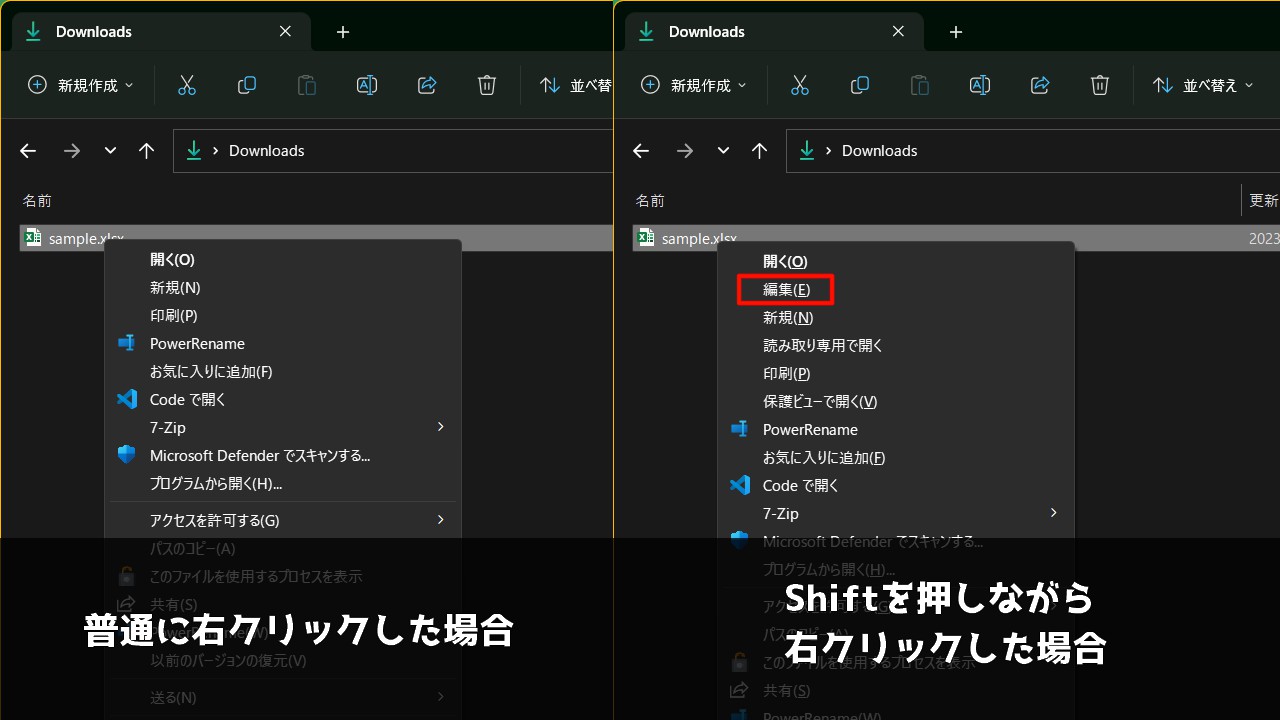 Downloads
新規作成
並べ替
Downloads
名前
sample.xlsx
開く(O)
新規(N)
印刷(P)
PowerRename
お気に入りに追加(F)
Code で開く
7-Zip
Microsoft Defender でスキャンする...
プログラムから開く(H)...
アクセスを許可する(G)
パスのコピー(A)
このファイルを使用するプロセスを表示
共有(S)
以前のバージョンの復元(V)
送る(N)
普通に右クリックした場合
Downloads
新規作成
並べ替え
Downloads
名前
更新
sample.xlsx
2023
開く(O)
編集(E)
新規(N)
読み取り専用で開く
印刷(P)
保護ビューで開く(V)
PowerRename
お気に入りに追加(F)
Code で開く
7-Zip
Microsoft Defender でスキャンする...
プログラムから開く(H)...
パスのコピー(A)
このファイルを使用するプロセスを表示
共有(S)
PowerRename(W)
Shiftを押しながら
右クリックした場合